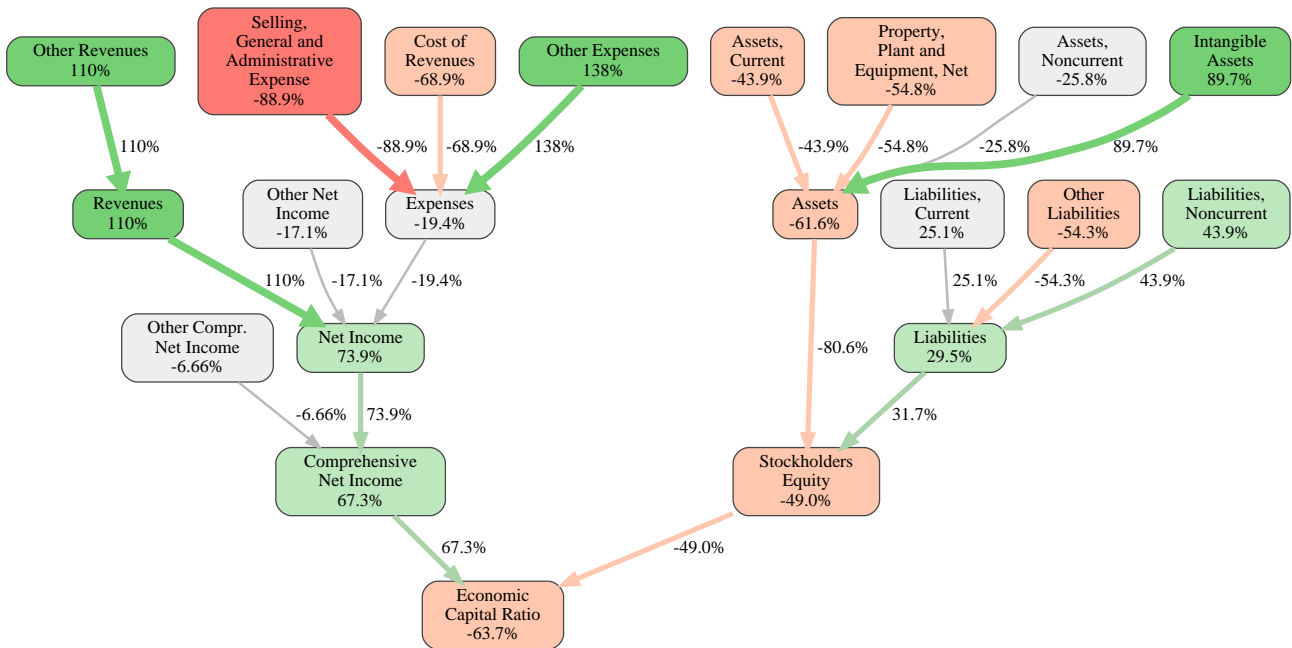 Other Revenues
110%
Selling,
General and
Administrative
Expense
-88.9%
Cost of
Revenues
-68.9%
Other Expenses
138%
Assets,
Current
-43.9%
Property,
Plant and
Equipment, Net
-54.8%
Assets,
Noncurrent
-25.8%
Intangible
Assets
89.7%
110%
-88.9%
-68.9%
138%
-43.9%
-54.8%
-25.8%
89.7%
Revenues
110%
Other Net
Income
-17.1%
Expenses
-19.4%
Assets
-61.6%
Liabilities,
Current
25.1%
Other
Liabilities
-54.3%
Liabilities,
Noncurrent
43.9%
110%
-17.1%
-19.4%
25.1%
-54.3%
43.9%
Other Compr.
Net Income
-6.66%
Net Income
73.9%
-80.6%
Liabilities
29.5%
-6.66%
73.9%
31.7%
Comprehensive
Net Income
67.3%
Stockholders
Equity
-49.0%
67.3%
-49.0%
Economic
Capital Ratio
-63.7%